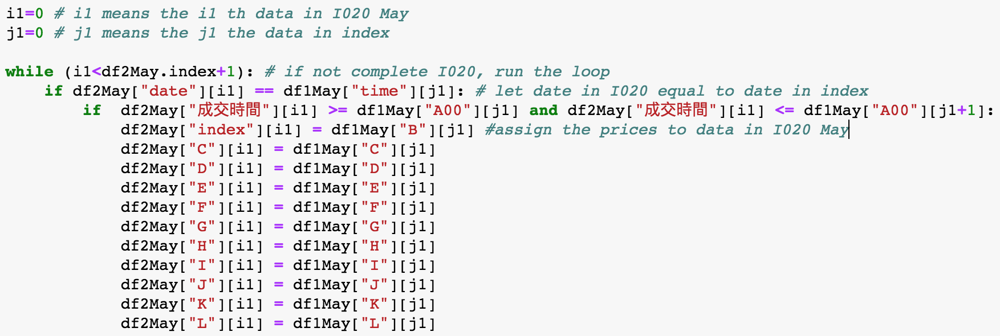 i1=0 # i1 means the i1 th data in I020 May
j1=0 # j1 means the j1 the data in index
while (i1<df2May.index+1): # if not complete I020, run the loop
if df2May["date"][i1] == df1May["time"][j1]: # let date in I020 equal to date in index
if df2May["成交時間"][i1] >= df1May["A00"][j1] and df2May["成交時間"][i1] <= df1May["A00"][j1+1]:
df2May["index"][i1] = df1May["B"][j1] #assign the prices to data in I020 May
df2May["C"][i1] = df1May["C"][j1]
df2May["D"][i1] = df1May["D"][j1]
df2May["E"][i1] = df1May["E"][j1]
df2May["F"][i1] = df1May["F"][j1]
df2May["G"][i1] = df1May["G"][j1]
df2May["H"][i1] = df1May["H"][j1]
df2May["I"][i1] = df1May["I"][j1]
df2May["J"][i1] = df1May["J"][j1]
df2May["K"][i1] = df1May["K"][j1]
df2May["L"][i1] = df1May["L"][j1]